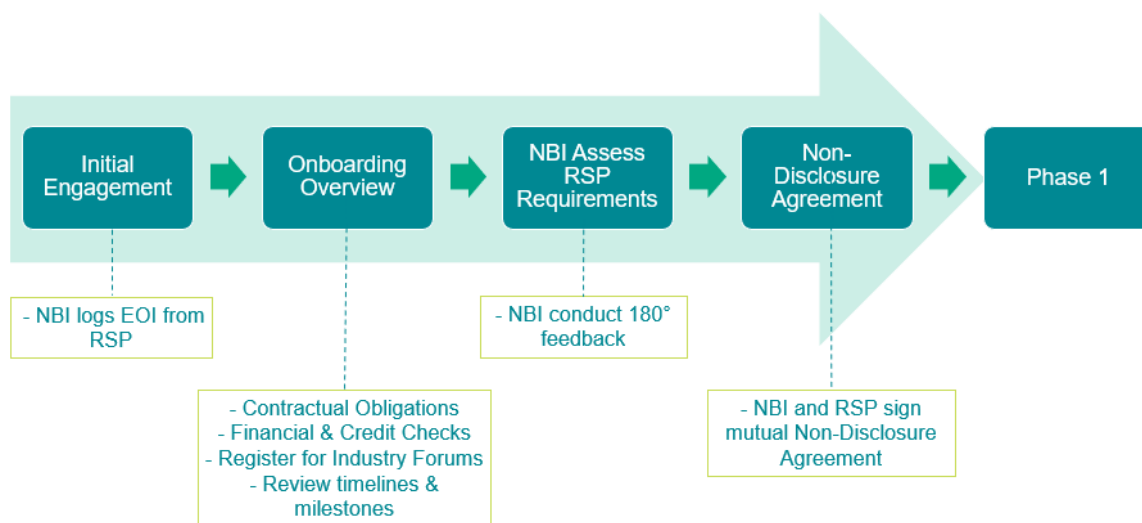 Initial
Engagement
Onboarding
Overview
NBI Assess
RSP
Requirements
Non-
Disclosure
Agreement
Phase 1
- NBI logs EOI from
RSP
- Contractual Obligations
- Financial & Credit Checks
- Register for Industry Forums
- Review timelines &
milestones
- NBI conduct 180°
feedback
- NBI and RSP sign
mutual Non-Disclosure
Agreement